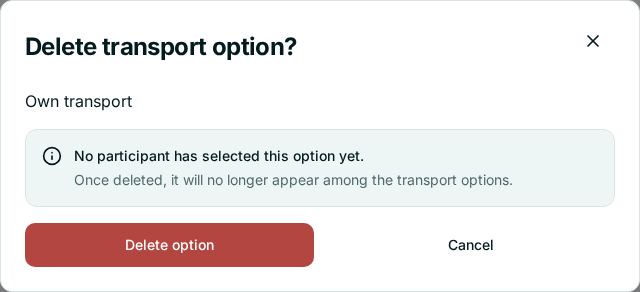 Delete transport option?
Own transport
No participant has selected this option yet.
Once deleted, it will no longer appear among the transport options.
Delete option
Cancel